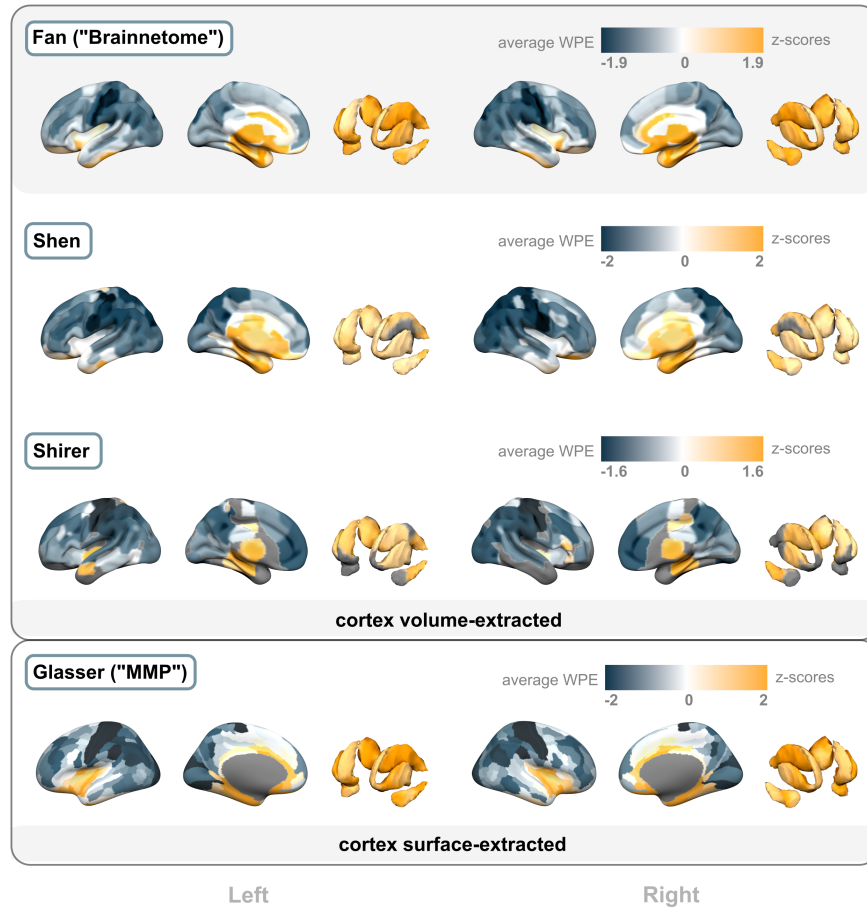 Fan ("Brainnetome")
average WPE
z-scores
-1.9 0 1.9
Shen
average WPE
z-scores
-2 0 2
Shirer
average WPE
z-scores
-1.6 0 1.6
cortex volume-extracted
Glasser ("MMP")
average WPE
z-scores
-2 0 2
cortex surface-extracted
Left Right